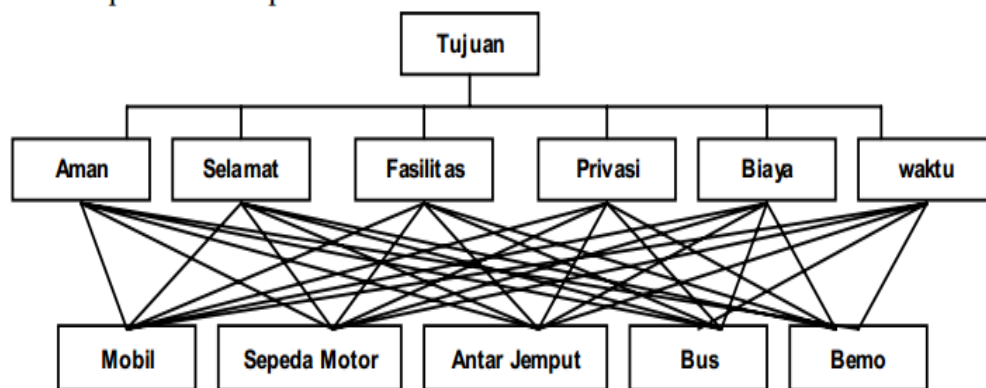 Tujuan
Aman
Selamat
Fasilitas
Privasi
Biaya
waktu
Mobil
Sepeda Motor
Antar Jemput
Bus
Bemo